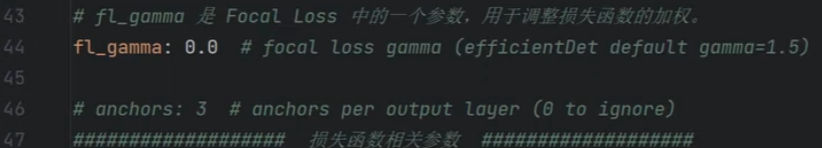 43 # fl_gamma 是 Focal Loss 中的一个参数，用于调整损失函数的加权。
44 fl_gamma: 0.0 # focal loss gamma (efficientDet default gamma=1.5)
45
46 # anchors: 3 # anchors per output layer (0 to ignore)
47 ################### 损失函数相关参数 ###################